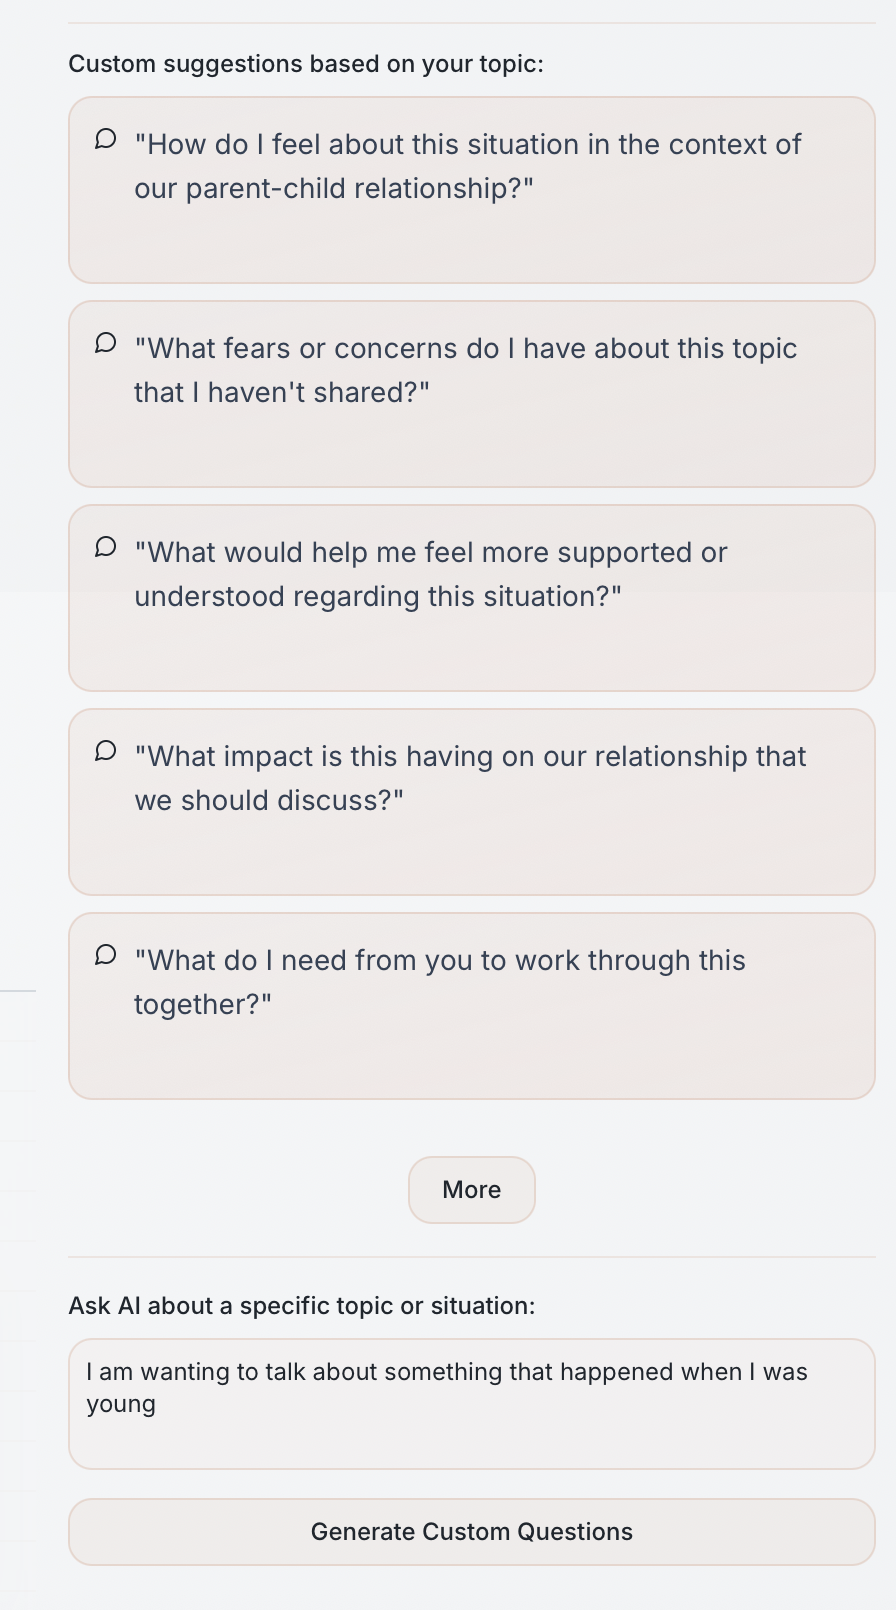 Custom suggestions based on your topic:
"How do I feel about this situation in the context of
our parent-child relationship?"
"What fears or concerns do I have about this topic
that I haven't shared?"
"What would help me feel more supported or
understood regarding this situation?"
"What impact is this having on our relationship that
we should discuss?"
"What do I need from you to work through this
together?"
More
Ask AI about a specific topic or situation:
I am wanting to talk about something that happened when I was
young
Generate Custom Questions